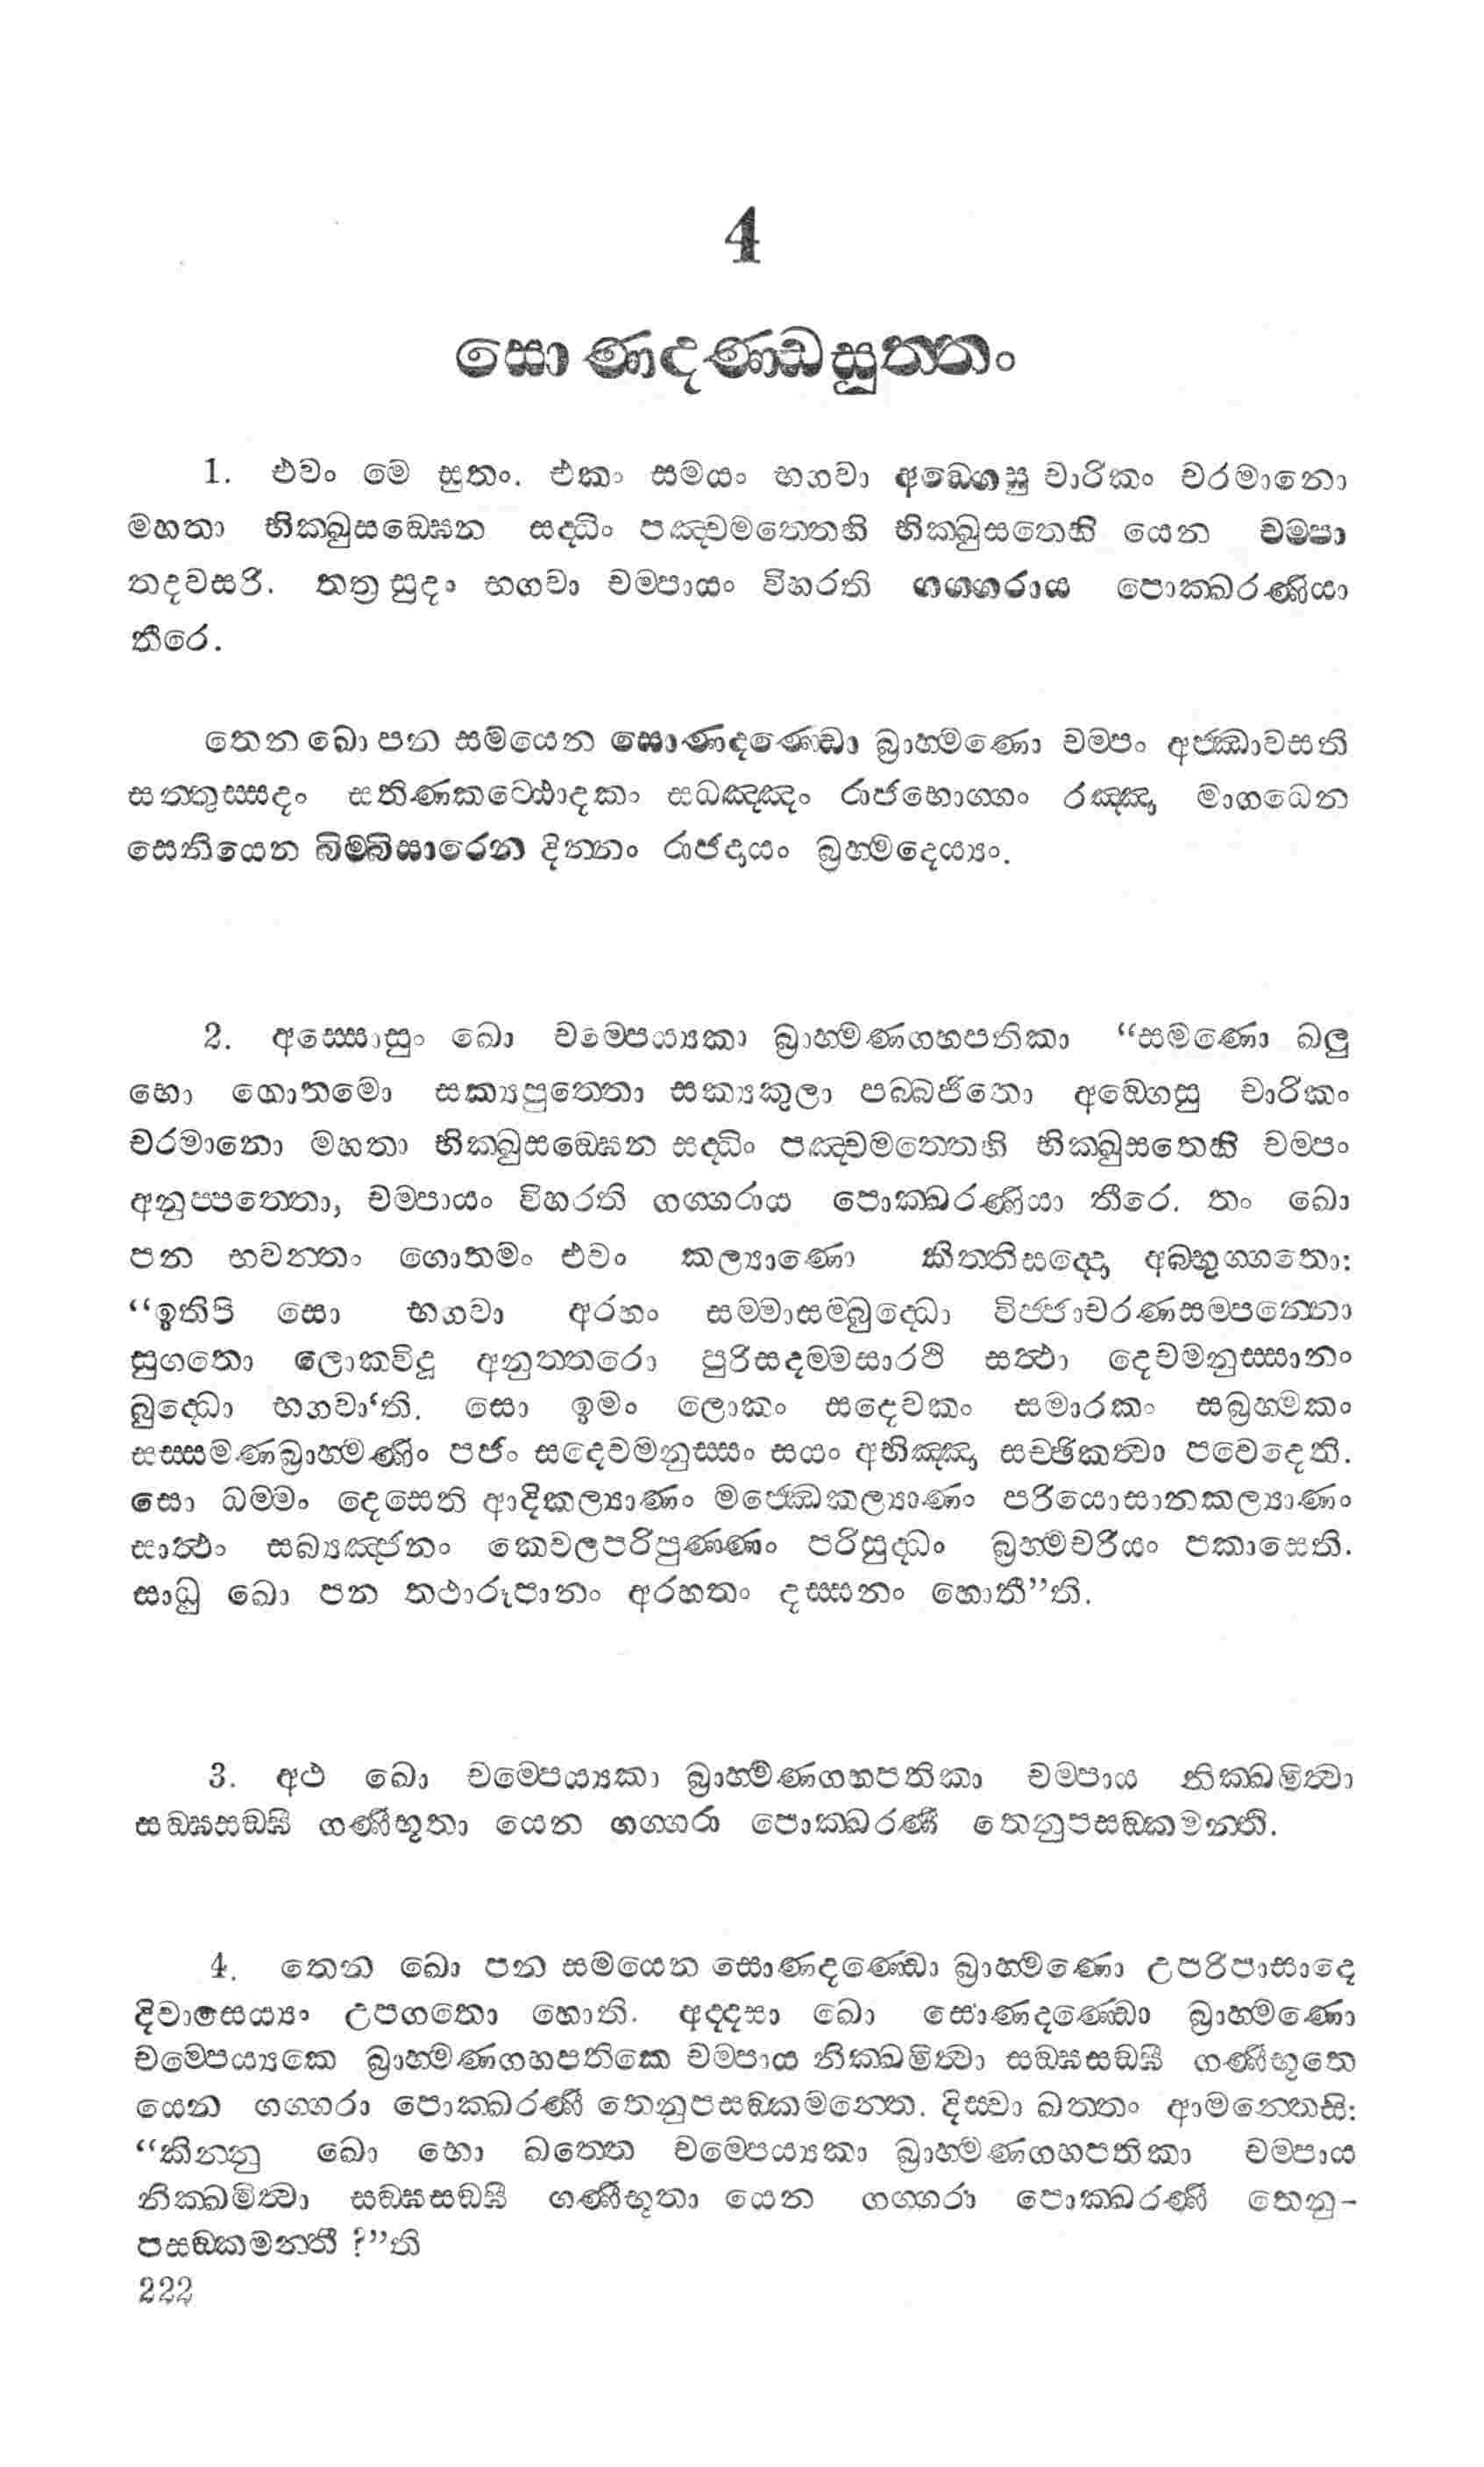 4
සොණදණ්ඩසුත්තං
1. එවං මෙ සුතං. එකං සමයං භගවා අඞ්ගෙසු චාරිකං චරමානො
මහතා භික්ඛුසඞ්ඝෙන සද්ධිං පඤ්චමත්තෙහි භික්ඛුසතෙහි යෙන චම්පා
තදවසරි. තත්‍ර සුදං භගවා චම්පායං විහරති ගග්ගරාය පොක්ඛරණියා
තීරෙ.
තෙන ඛො පන සමයෙන සොණදණ්ඩො බ්‍රාහ්මණො චම්පං අජ්ඣාවසති
සත්තුස්සදං සතිණකට්ඨොදකං සධඤ්ඤං රාජභොග්ගං රඤ්ඤා මාගධෙන
සෙනියෙන බිම්බිසාරෙන දින්නං රාජදායං බ්‍රහ්මදෙය්‍යං.
2. අස්සොසුං ඛො චම්පෙය්‍යකා බ්‍රාහ්මණගහපතිකා “සමණො ඛලු
භො ගොතමො සක්‍යපුත්තො සක්‍යකුලා පබ්බජිතො අඞ්ගෙසු චාරිකං
චරමානො මහතා භික්ඛුසඞ්ඝෙන සද්ධිං පඤ්චමත්තෙහි භික්ඛුසතෙහි චම්පං
අනුප්පත්තො, චම්පායං විහරති ගග්ගරාය පොක්ඛරණියා තීරෙ. තං ඛො
පන භවන්තං ගොතමං එවං කල්‍යාණො කිත්තිසද්දො අබ්භුග්ගතො:
“ඉතිපි සො භගවා අරහං සම්මාසම්බුද්ධො විජ්ජාචරණසම්පන්නො
සුගතො ලොකවිදූ අනුත්තරො පුරිසදම්මසාරථි සත්ථා දෙවමනුස්සානං
බුද්ධො භගවා‘ති. සො ඉමං ලොකං සදෙවකං සමාරකං සබ්‍රහ්මකං
සස්සමණබ්‍රාහ්මණිං පජං සදෙවමනුස්සං සයං අභිඤ්ඤා සච්ඡිකත්‍වා පවෙදෙති.
සො ධම්මං දෙසෙති ආදිකල්‍යාණං මජ්ඣෙකල්‍යාණං පරියොසානකල්‍යාණං
සාත්ථං සබ්‍යඤ්ජනං කෙවලපරිපුණ්ණං පරිසුද්ධං බ්‍රහ්මචරියං පකාසෙති.
සාධු ඛො පන තථාරූපානං අරහතං දස්සනං හොතී”ති.
3. අථ ඛො චම්පෙය්‍යකා බ්‍රාහ්මණගහපතිකා චම්පාය නික්ඛමිත්‍වා
සඞ්ඝසඞ්ඝී ගණීභූතා යෙන ගග්ගරා පොක්ඛරණී තෙනුපසඞ්කමන්ති.
4. තෙන ඛො පන සමයෙන සොණදණ්ඩො බ්‍රාහ්මණො උපරිපාසාදෙ
දිවාසෙය්‍යං උපගතො හොති. අද්දසා ඛො සොණදණ්ඩො බ්‍රාහ්මණො
චම්පෙය්‍යකෙ බ්‍රාහ්මණගහපතිකෙ චම්පාය නික්ඛමිත්‍වා සඞ්ඝසඞ්ඝී ගණීභූතෙ
යෙන ගග්ගරා පොක්ඛරණී තෙනුපසඞ්කමන්තෙ. දිස්වා ඛත්තං ආමන්තෙසි:
“කින්නු ඛො භො ඛත්තෙ චම්පෙය්‍යකා බ්‍රාහ්මණගහපතිකා චම්පාය
නික්ඛමිත්‍වා සඞ්ඝසඞ්ඝී ගණීභූතා යෙන ගග්ගරා පොක්ඛරණී තෙනු-
පසඞ්කමන්තී ?”ති
222